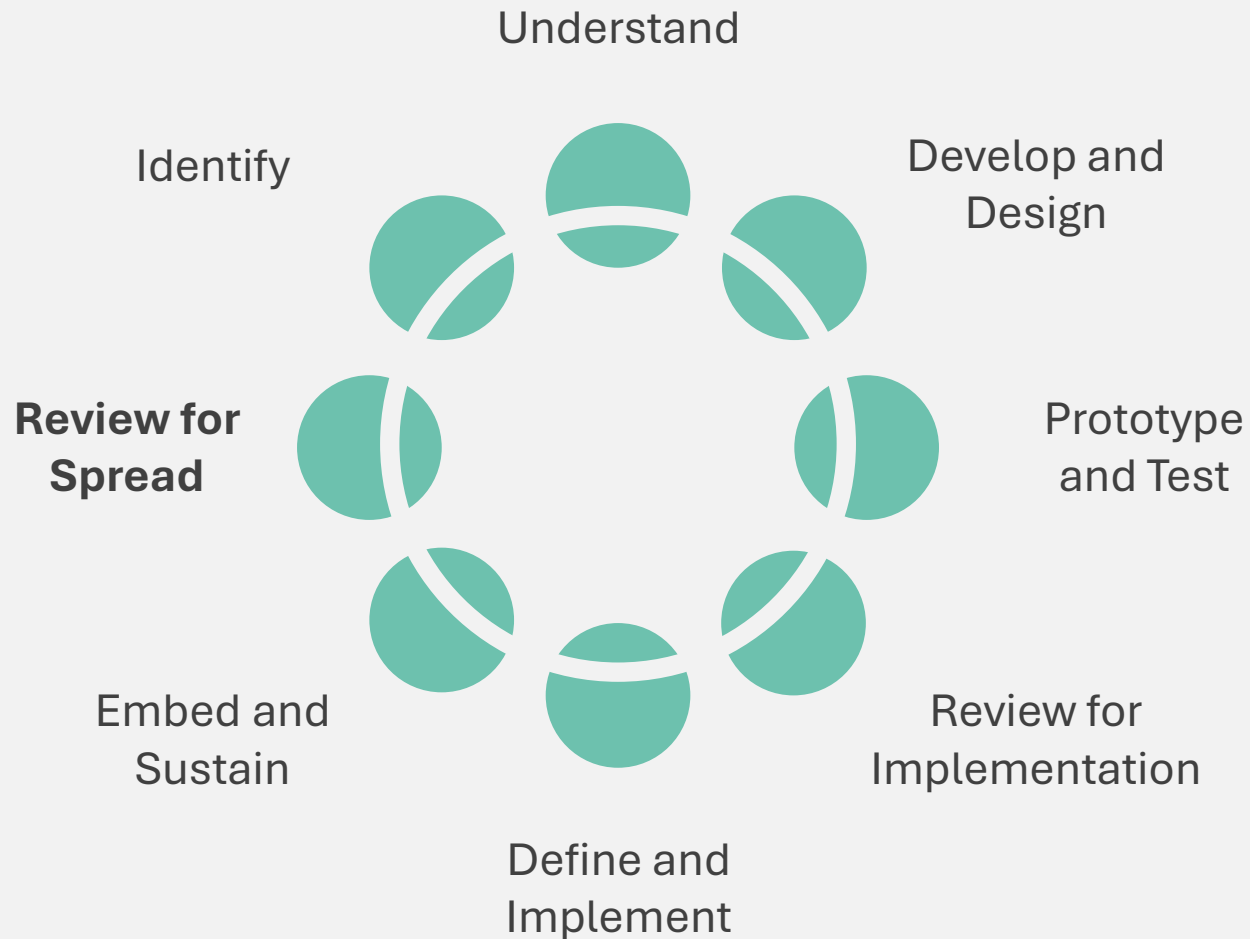 Understand
Identify
Develop and
Design
Review for
Spread
Prototype
and Test
Embed and
Sustain
Review for
Implementation
Define and
Implement